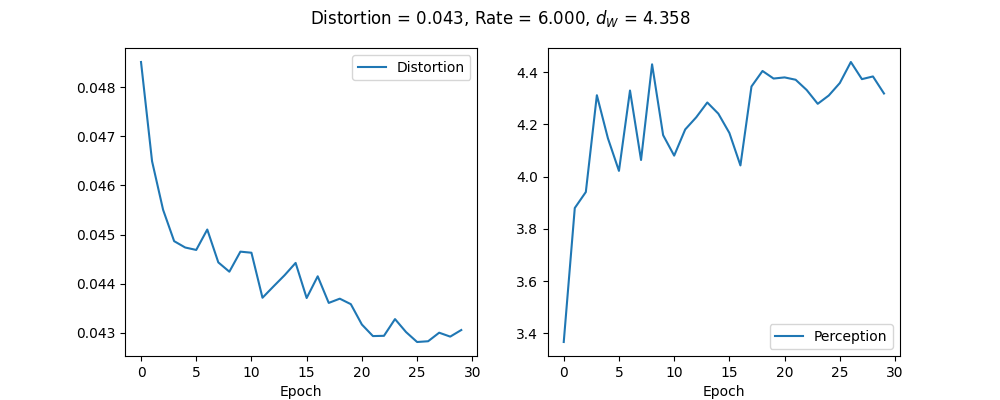 Distortion = 0.043, Rate = 6.000, d_W = 4.358
Distortion
0.048
0.047
0.046
0.045
0.044
0.043
0 5 10 15 20 25 30
Epoch
4.4
4.2
4.0
3.8
3.6
3.4
Perception
0 5 10 15 20 25 30
Epoch